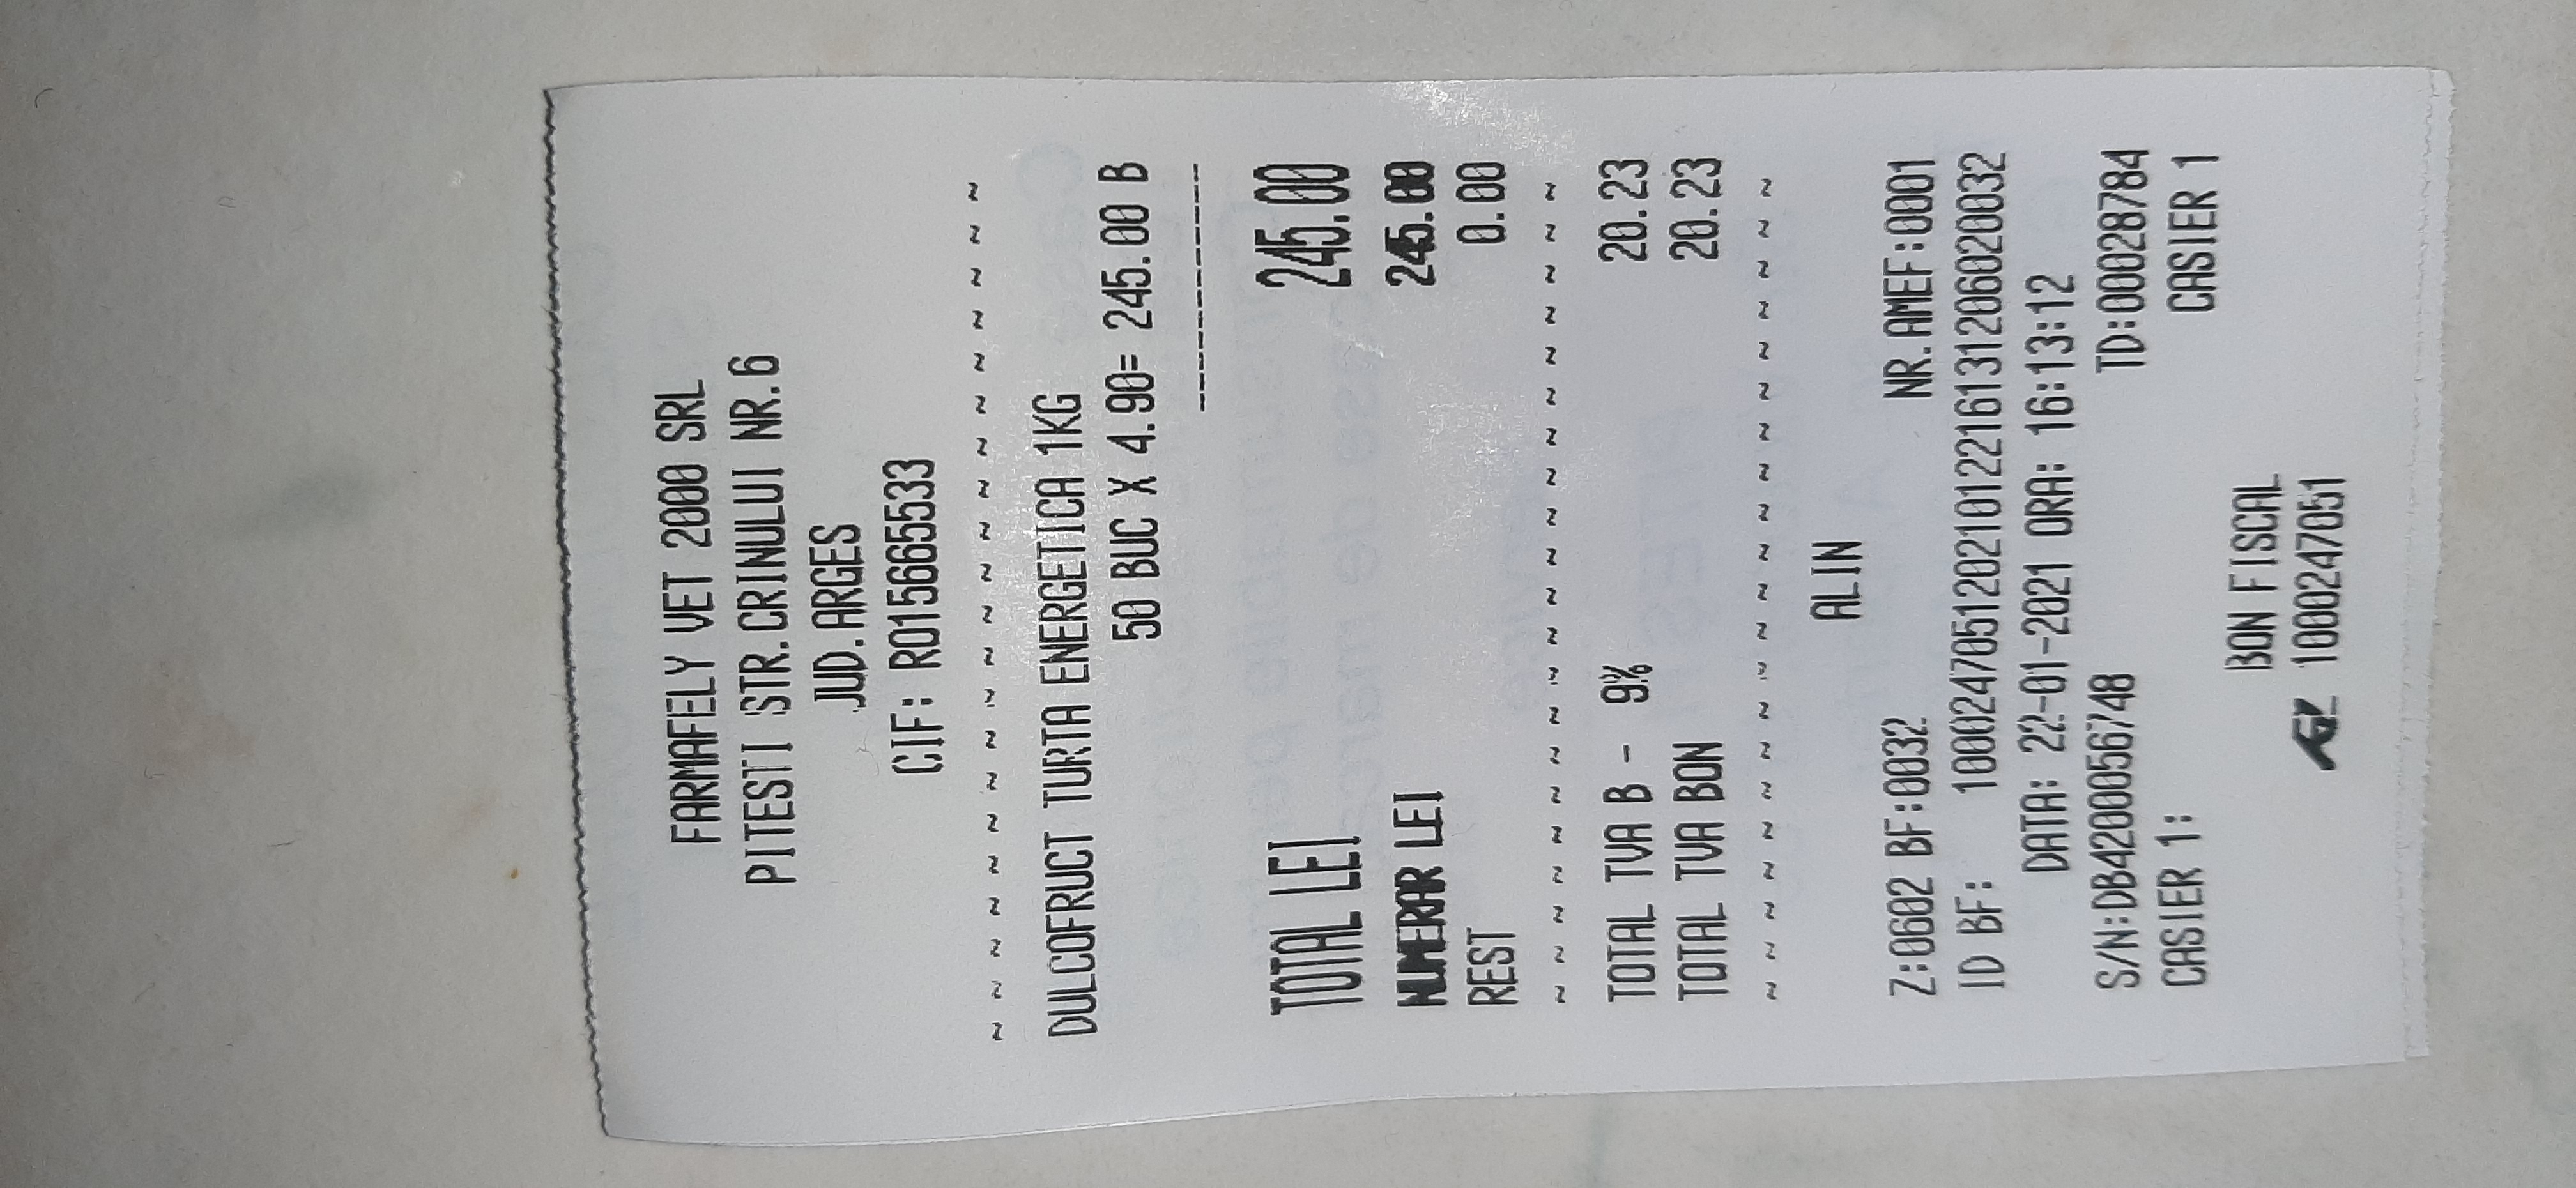 FARMAFIELY VET 2000 SRL
PITESTI STR.CRINULUI NR.6
JUD.ARGES
CIF: RO15665533
~ ~ ~ ~ ~ ~ ~ ~ ~ ~ ~ ~ ~ ~ ~ ~ ~ ~ ~ ~ ~
DULCOFRUCT TURTA ENERGETICA 1KG
50 BUC X 4.90= 245.00 B
------------
TOTAL LEI 245.00
NUMERAR LEI 245.00
REST 0.00
~ ~ ~ ~ ~ ~ ~ ~ ~ ~ ~ ~ ~ ~ ~ ~ ~ ~ ~ ~ ~
TOTAL TVA B - 9% 20.23
TOTAL TVA BON 20.23
~ ~ ~ ~ ~ ~ ~ ~ ~ ~ ~ ~ ~ ~ ~ ~ ~ ~ ~ ~ ~
ALIN
Z:0602 BF:0032 NR.AMEF:0001
ID BF: 10002470512021012216131206020032
DATA: 22-01-2021 ORA: 16:13:12
S/N:DB4200056748 TD:00028784
CASIER 1: CASIER 1
BON FISCAL
1000247051